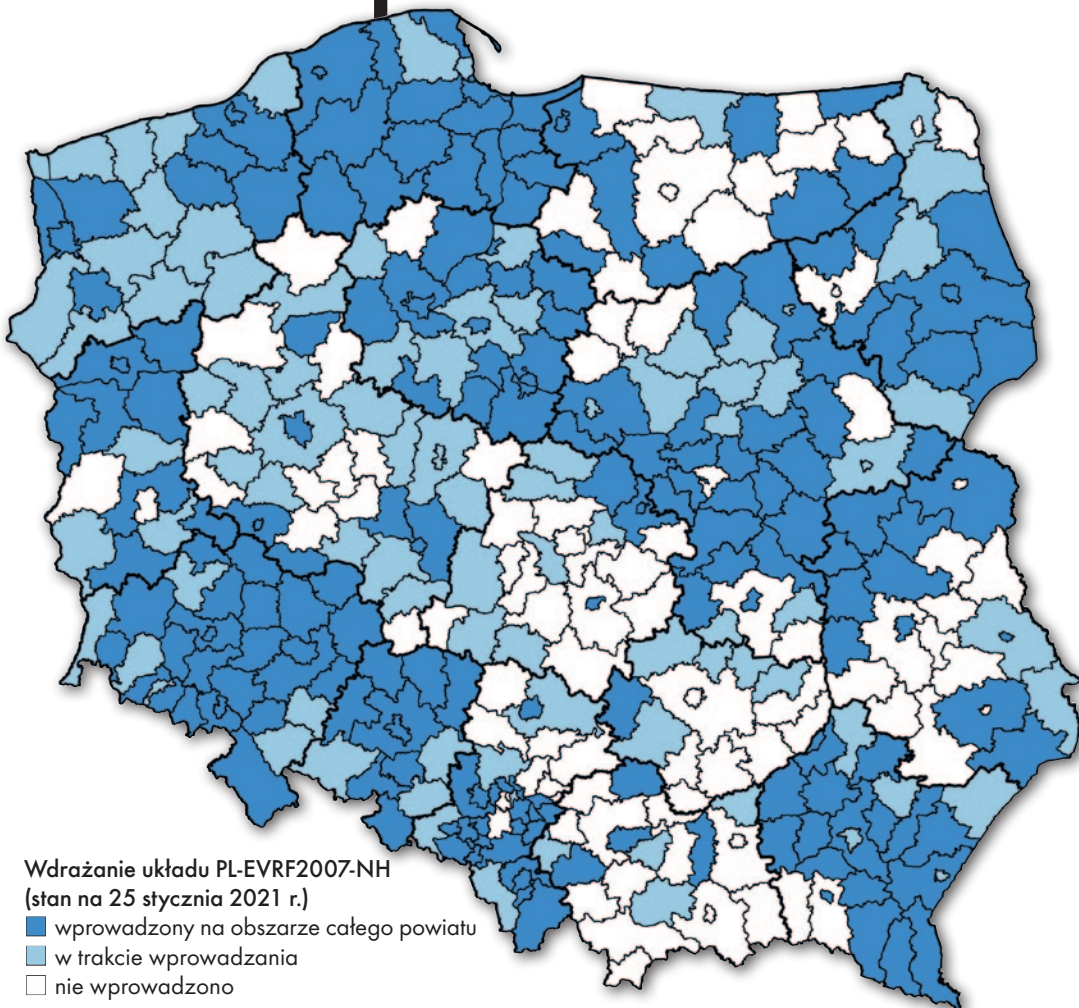 Wdrażanie układu PL-EVRF2007-NH
(stan na 25 stycznia 2021 r.)
wprowadzony na obszarze całego powiatu
w trakcie wprowadzania
nie wprowadzono